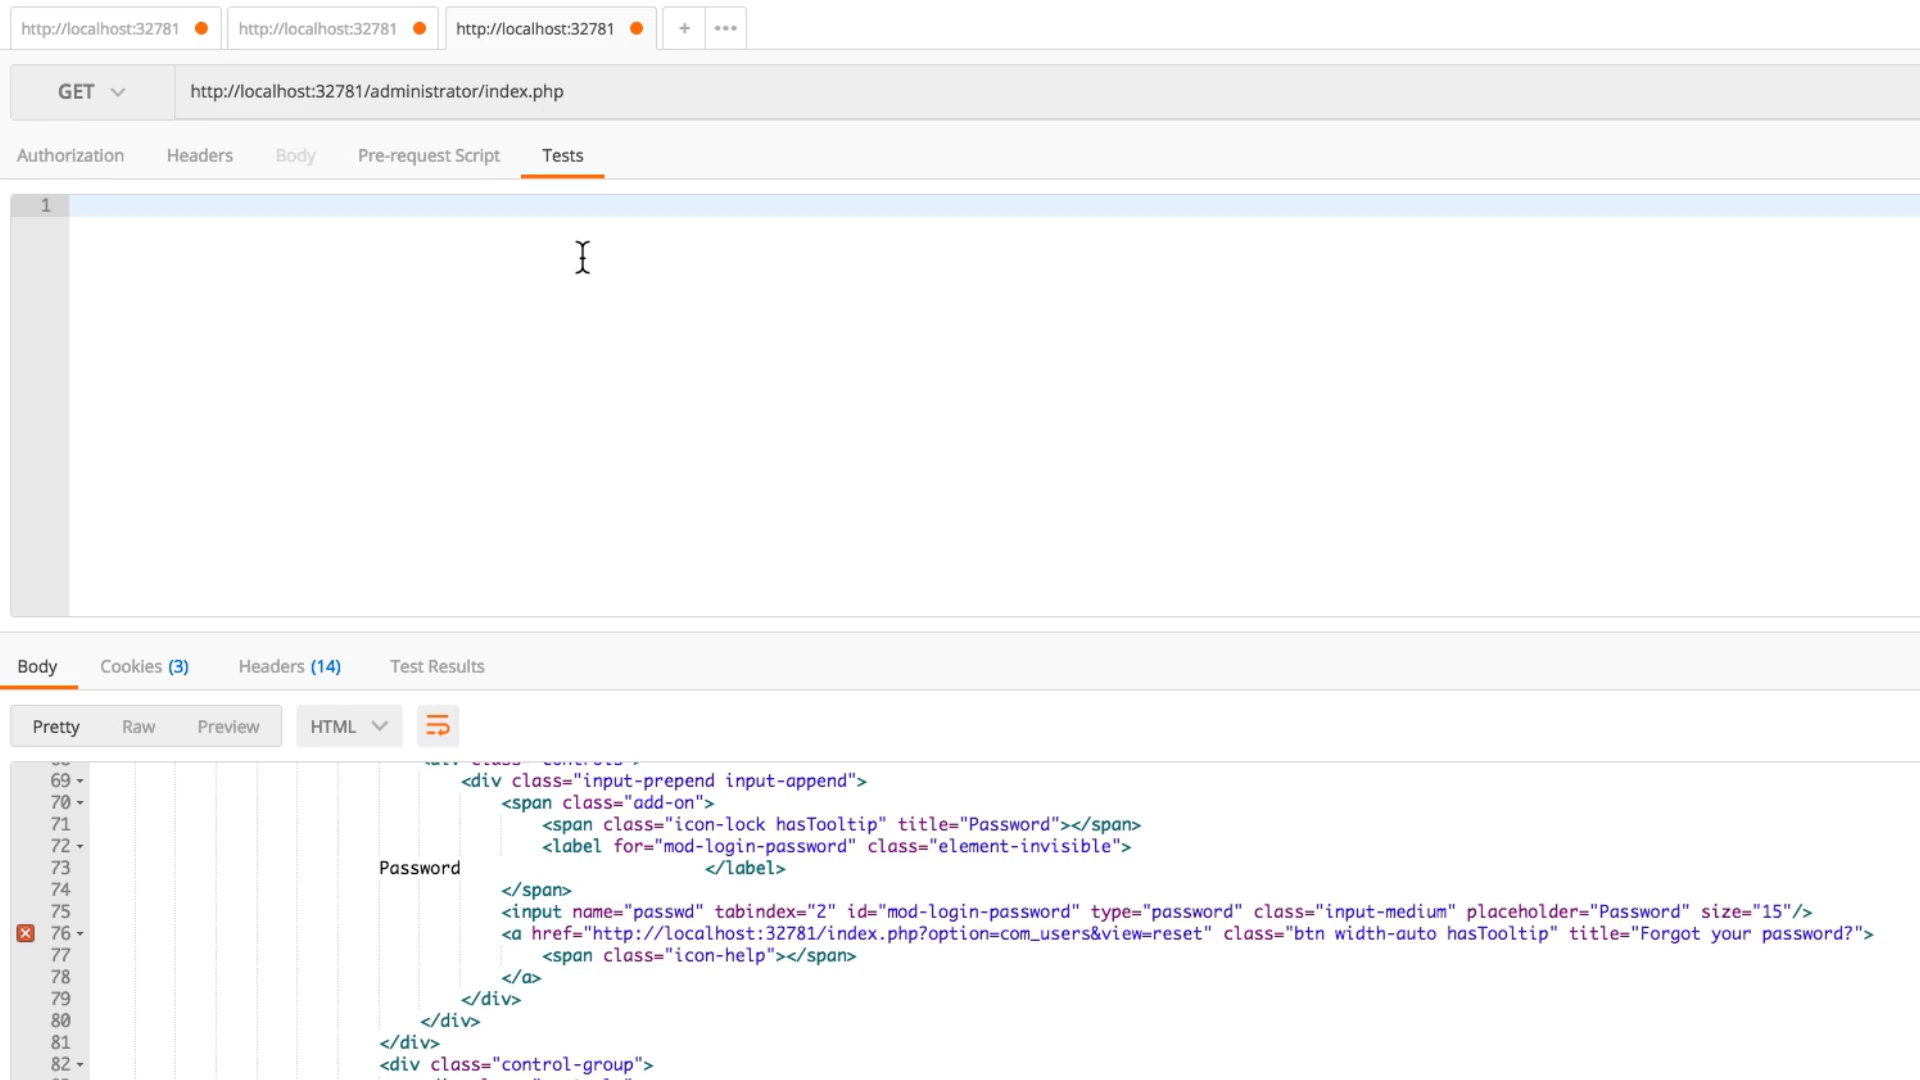 http://localhost:32781 http://localhost:32781 http://localhost:32781 + •••
GET http://localhost:32781/administrator/index.php
Authorization Headers Body Pre-request Script Tests
1
Body Cookies (3) Headers (14) Test Results
Pretty Raw Preview HTML
69 <div class="input-prepend input-append">
70 <span class="add-on">
71 <span class="icon-lock hasTooltip" title="Password"></span>
72 <label for="mod-login-password" class="element-invisible">
73 Password </label>
74 </span>
75 <input name="passwd" tabindex="2" id="mod-login-password" type="password" class="input-medium" placeholder="Password" size="15"/>
76 <a href="http://localhost:32781/index.php?option=com_users&view=reset" class="btn width-auto hasTooltip" title="Forgot your password?">
77 <span class="icon-help"></span>
78 </a>
79 </div>
80 </div>
81 </div>
82 <div class="control-group">